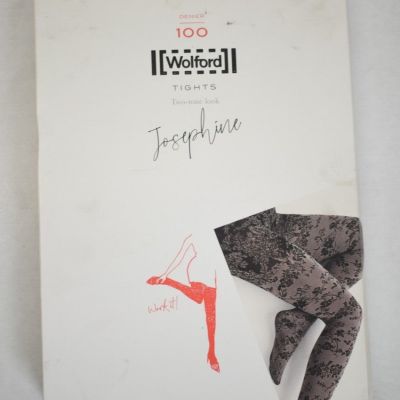 DENIER*
100
Wolford
TIGHTS
Two-tone look
Josephine
Work it!